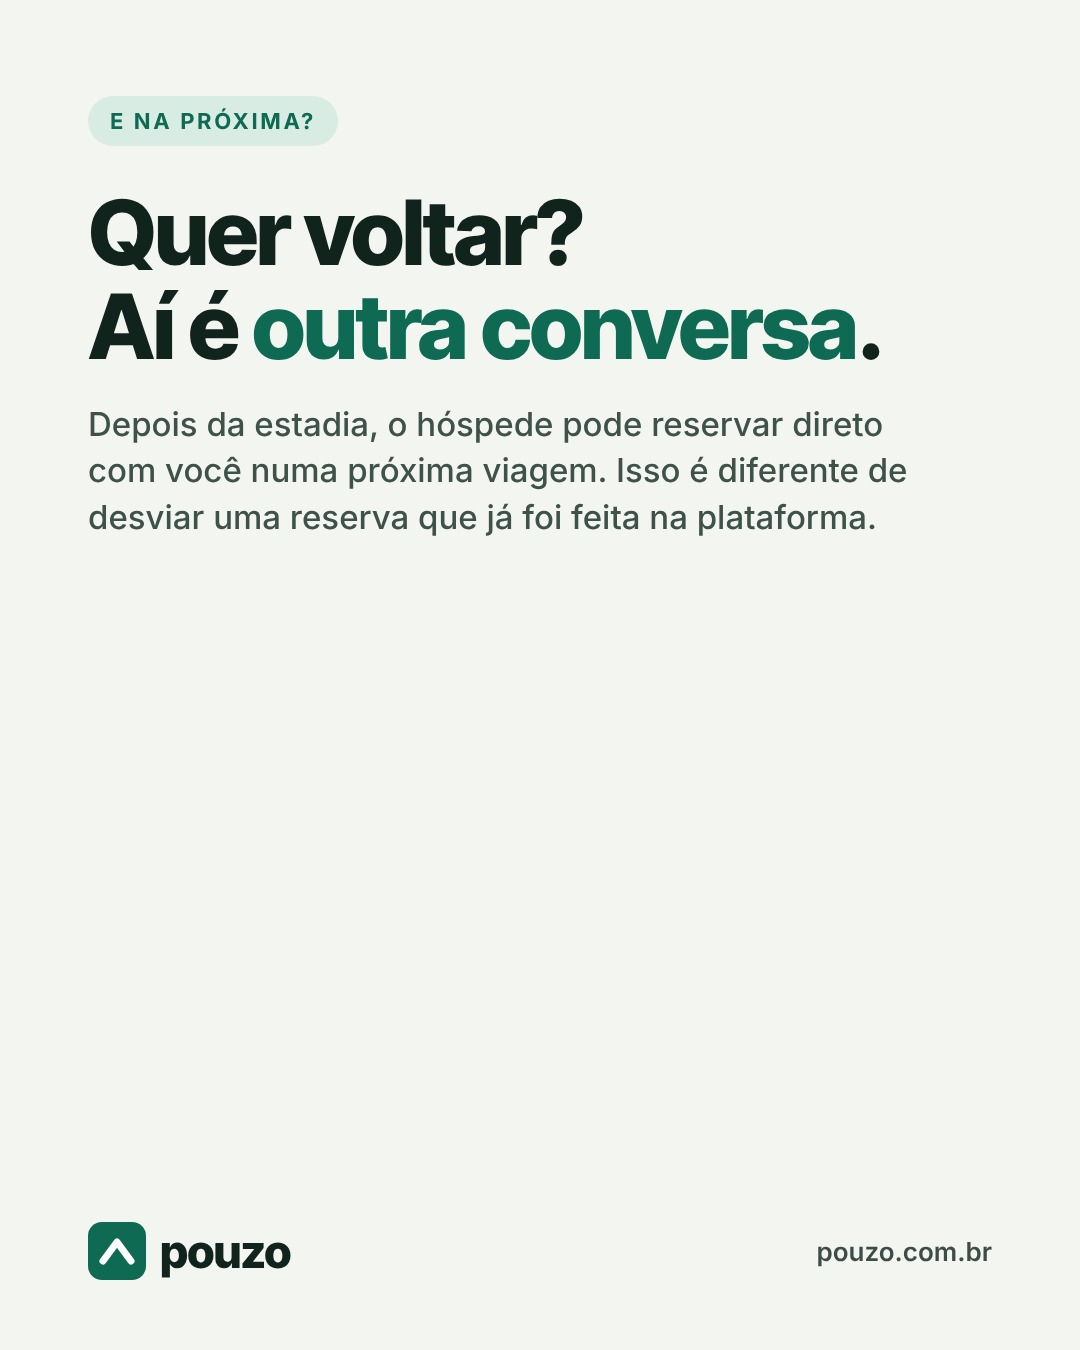 E NA PRÓXIMA?
Quer voltar?
Aí é outra conversa.
Depois da estadia, o hóspede pode reservar direto
com você numa próxima viagem. Isso é diferente de
desviar uma reserva que já foi feita na plataforma.
pouzo
pouzo.com.br